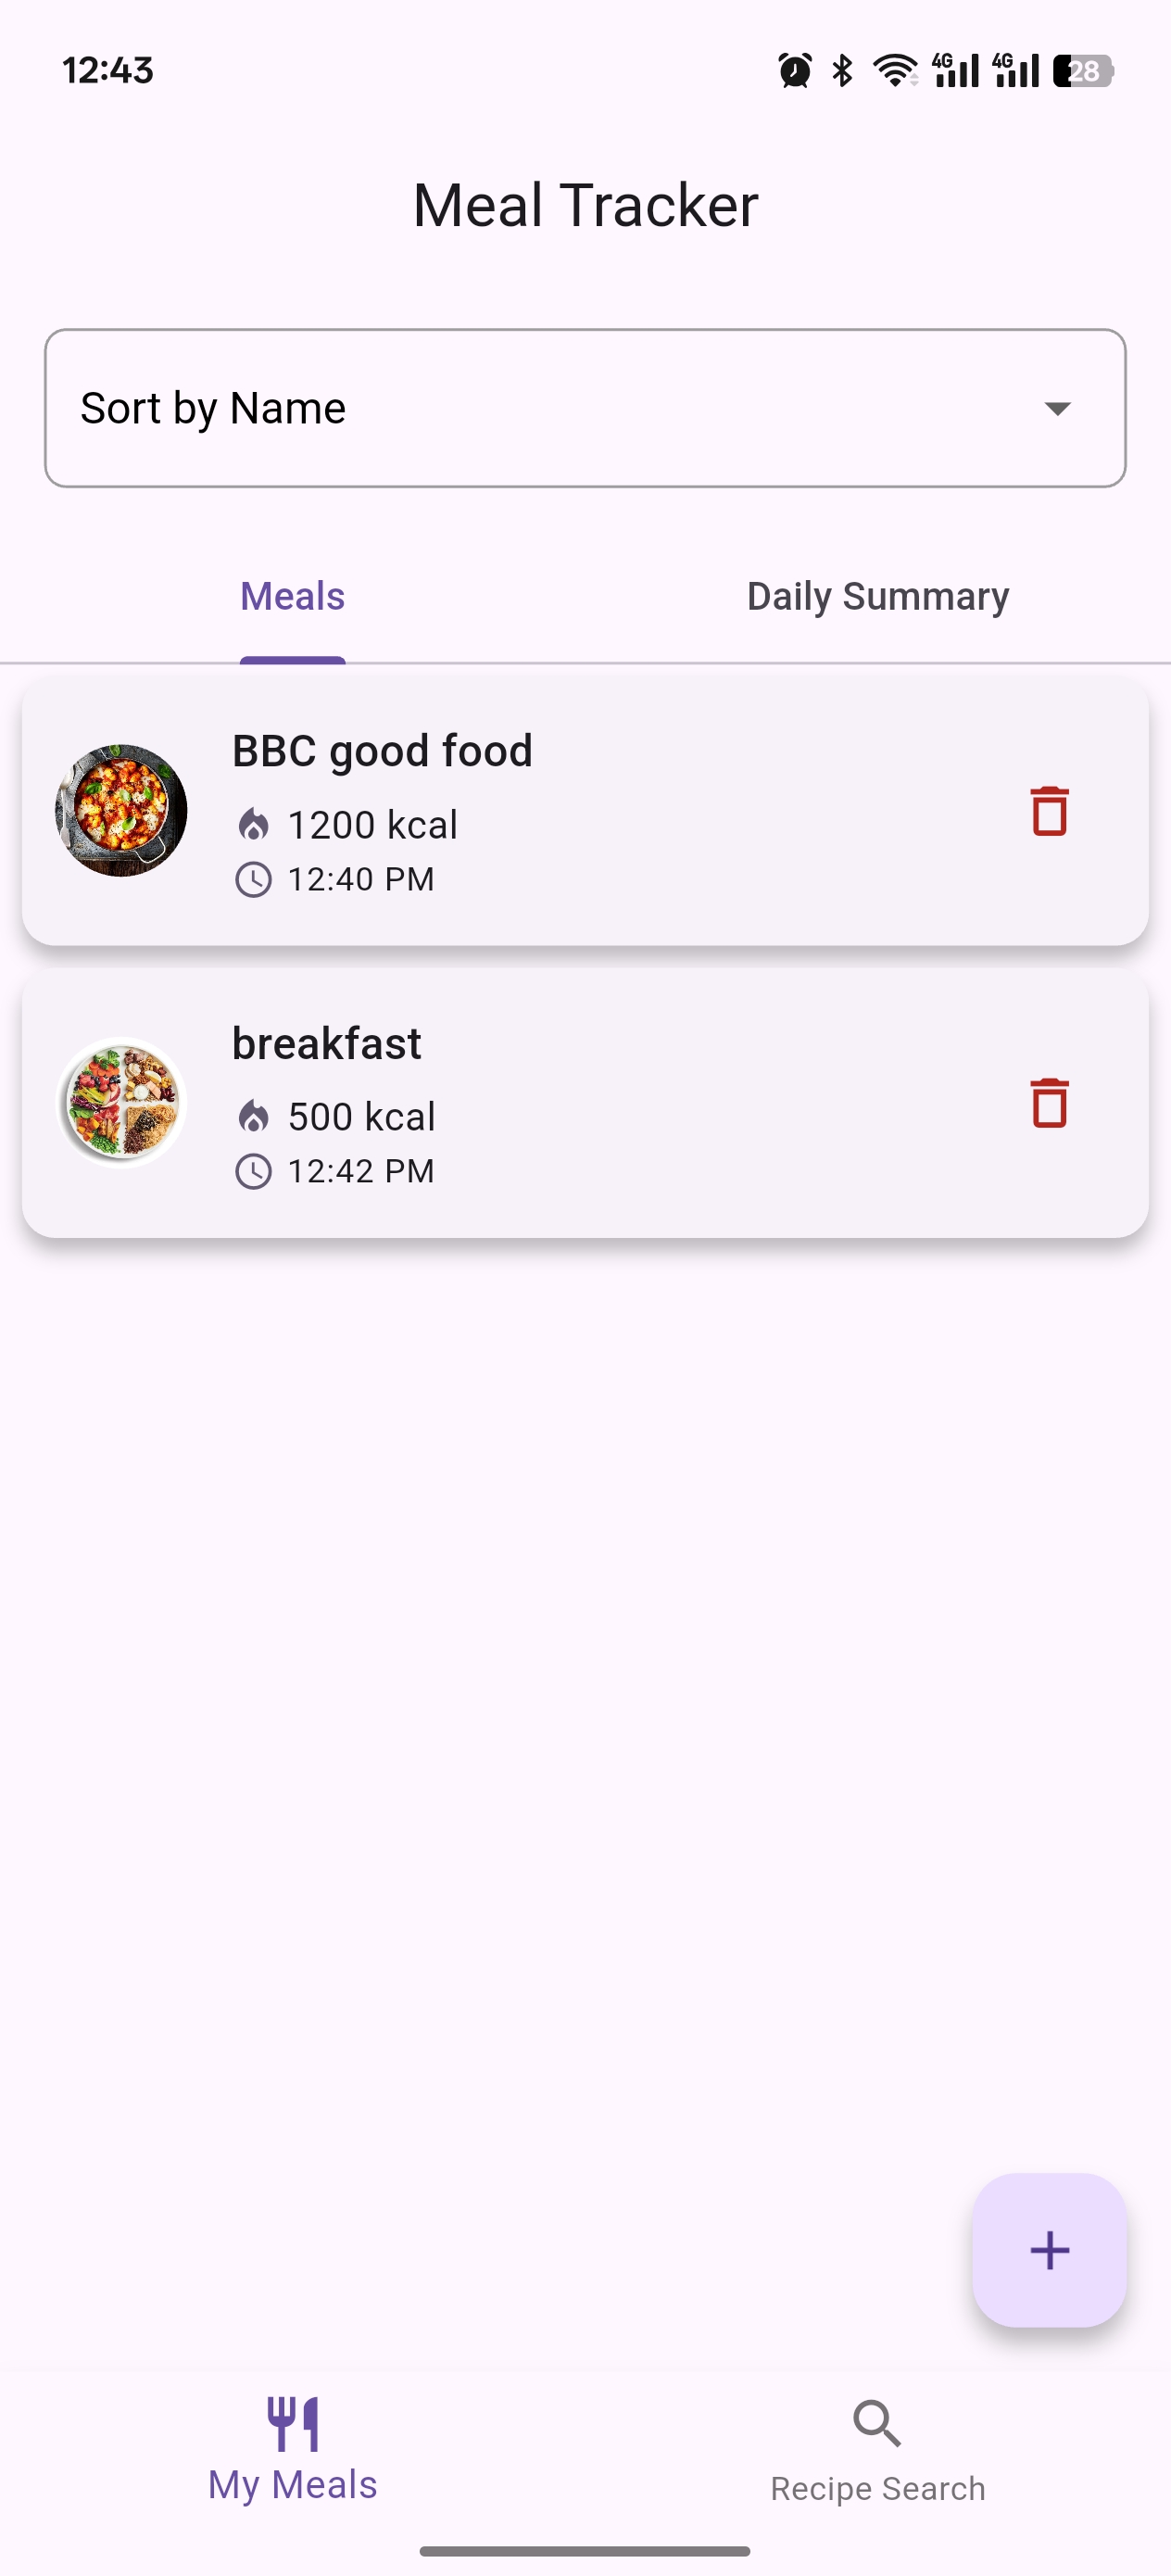 12:43
4G 4G 28
Meal Tracker
Sort by Name
Meals
Daily Summary
BBC good food
1200 kcal
12:40 PM
breakfast
500 kcal
12:42 PM
My Meals
Recipe Search